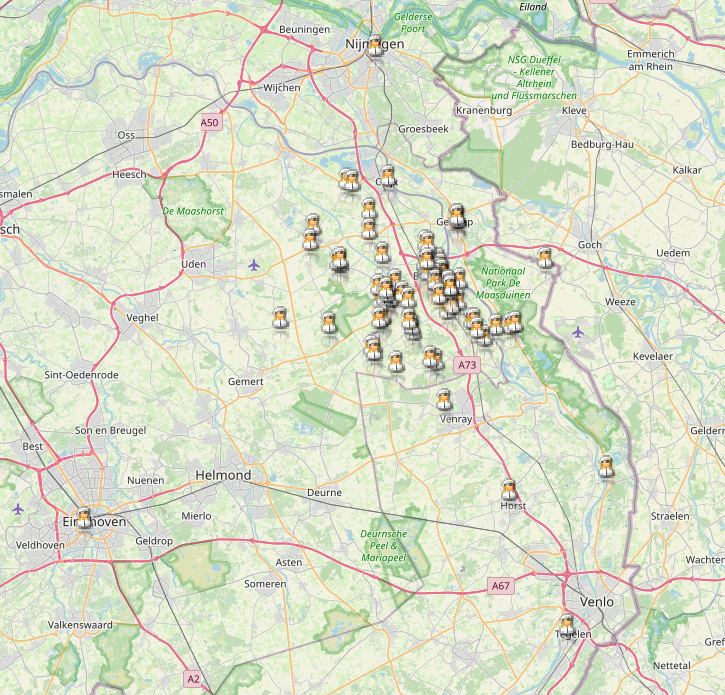 Eiland
Gelderse
Poort
Beuningen
Nijmegen
Emmerich
am Rhein
NSG Dueffel
- Kellener
Altrhein
und Flüssmarschen
Wijchen
Kranenburg
Kleve
A50
Oss
Groesbeek
Bedburg-Hau
Heesch
smalen
Kalkar
De Maashorst
sch
Goch
Uedem
Uden
Nationaal
Park De
Maasduinen
Weeze
Veghel
Kevelaer
A73
Sint-Oedenrode
Gemert
Venray
Son en Breugel
Geldern
Best
Helmond
Nuenen
Deurne
Horst
Mierlo
Straelen
Eindhoven
Geldrop
Deurnsche
Peel &
Mariapeel
Veldhoven
Asten
Wachten
Someren
A67
Venlo
Valkenswaard
Tegelen
Gref
Nettetal
A2